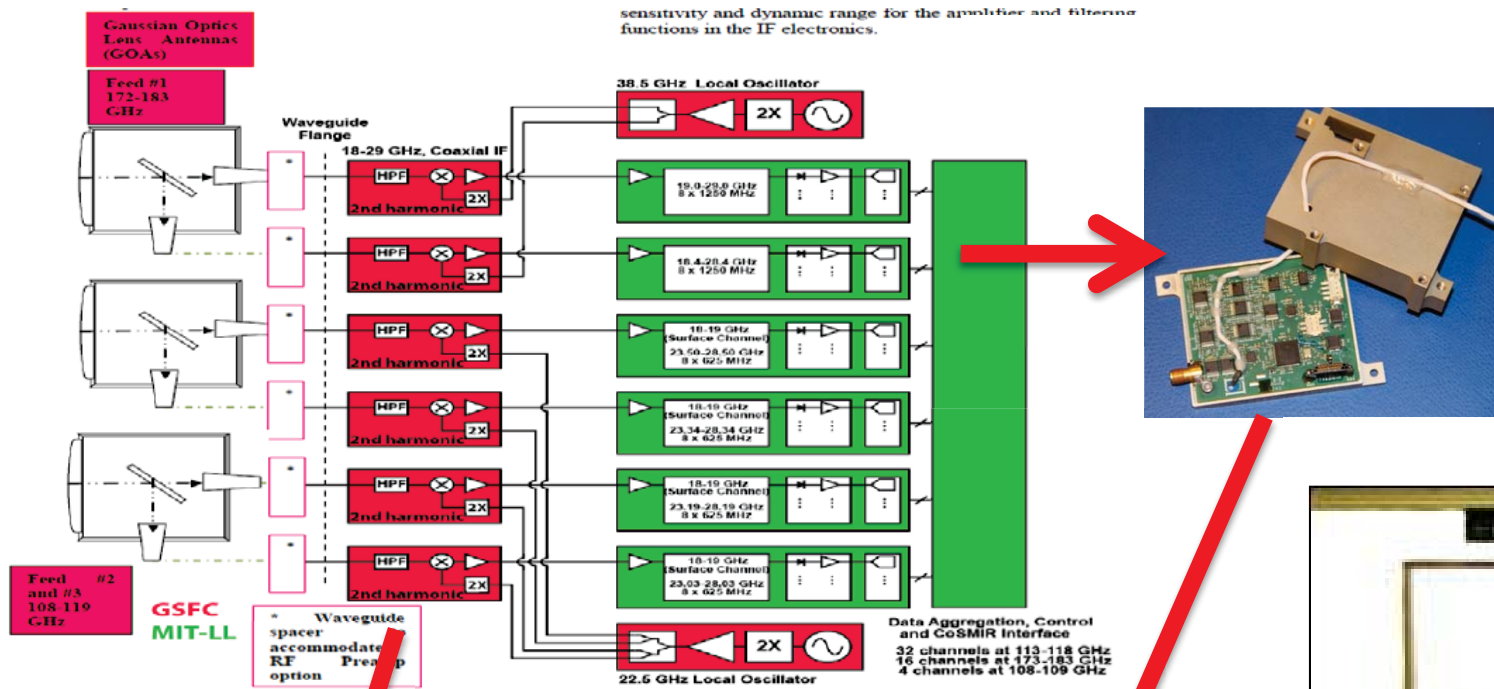 sensitivity and dynamic range for the amplifier and filtering
functions in the IF electronics.
Gaussian Optics
Lens Antennas
(GOAs)
Feed #1
172-183
GHz
38.5 GHz Local Oscillator
2X
Waveguide
Flange
18-29 GHz, Coaxial IF
*
HPF
2X
2nd harmonic
19.0-29.0 GHz
8 x 1250 MHz
*
HPF
2X
2nd harmonic
18.4-28.4 GHz
8 x 1250 MHz
*
HPF
2X
2nd harmonic
18-19 GHz
(Surface Channel)
23.50-28.50 GHz
8 x 625 MHz
*
HPF
2X
2nd harmonic
18-19 GHz
(Surface Channel)
23.34-28.34 GHz
8 x 625 MHz
*
HPF
2X
2nd harmonic
18-19 GHz
(Surface Channel)
23.19-28.19 GHz
8 x 625 MHz
*
HPF
2X
2nd harmonic
18-19 GHz
(Surface Channel)
23.03-28.03 GHz
8 x 625 MHz
Feed #2
and #3
108-119
GHz
GSFC
MIT-LL
* Waveguide
spacer
accommodate
RF
option
2X
22.5 GHz Local Oscillator
Data Aggregation, Control
and CoSMIR Interface
32 channels at 113-118 GHz
16 channels at 173-183 GHz
4 channels at 108-109 GHz